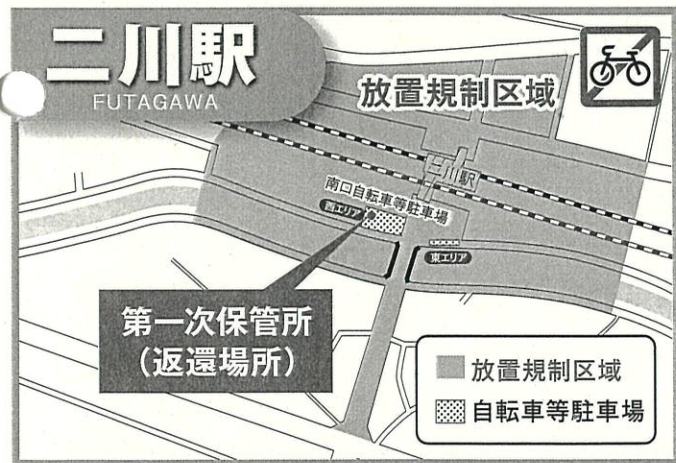 二川駅
FUTAGAWA
放置規制区域
二川駅
南口自転車等駐車場
西エリア
東エリア
第一次保管所
(返還場所)
放置規制区域
自転車等駐車場